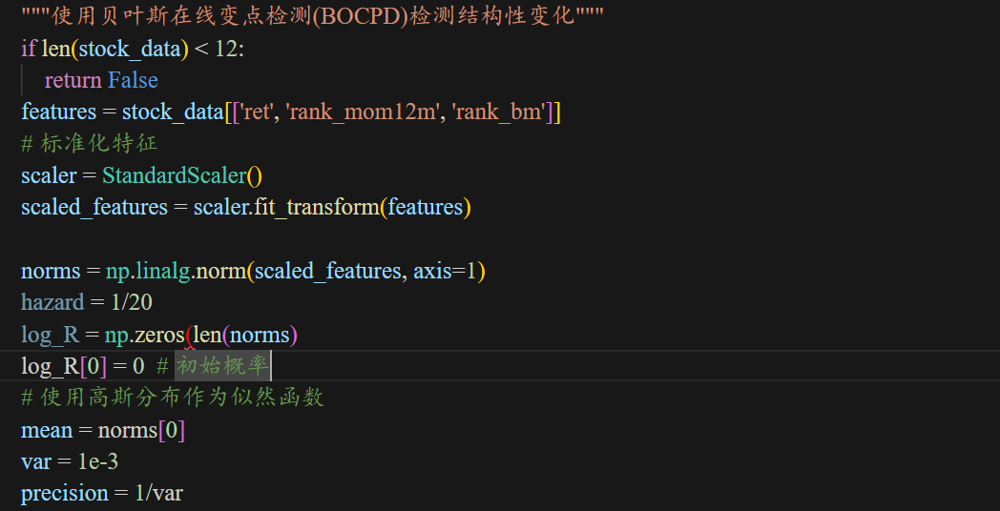 """使用贝叶斯在线变点检测(BOCPD)检测结构性变化"""
if len(stock_data) < 12:
    return False
features = stock_data[['ret', 'rank_mom12m', 'rank_bm']]
# 标准化特征
scaler = StandardScaler()
scaled_features = scaler.fit_transform(features)
norms = np.linalg.norm(scaled_features, axis=1)
hazard = 1/20
log_R = np.zeros(len(norms)
log_R[0] = 0  # 初始概率
# 使用高斯分布作为似然函数
mean = norms[0]
var = 1e-3
precision = 1/var